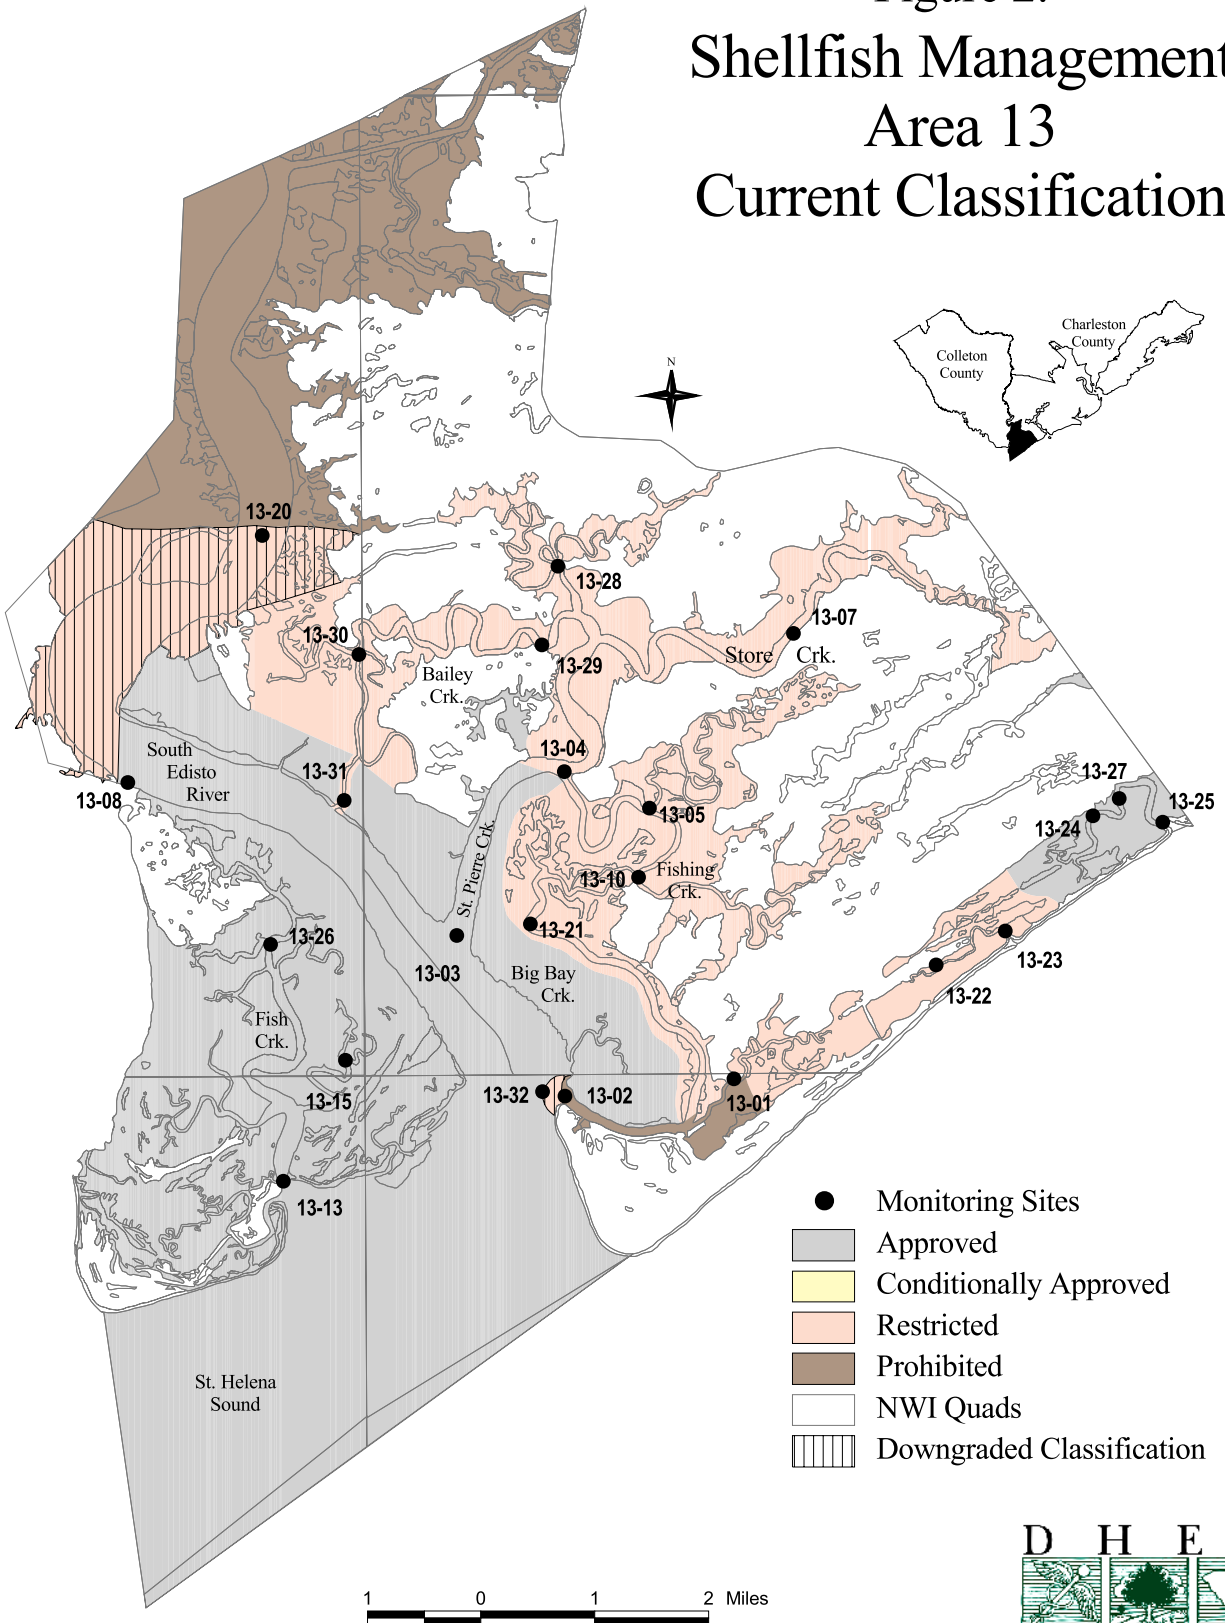 Figure 2.
Shellfish Management
Area 13
Current Classification
Charleston
County
Colleton
County
N
13-20
13-28
13-07
13-30
13-29
Store Crk.
Bailey
Crk.
13-04
South
Edisto
River
13-31
13-08
13-27
13-25
13-05
13-24
St. Pierre Crk.
13-10
Fishing
Crk.
13-21
13-26
13-23
13-03
Big Bay
Crk.
13-22
Fish
Crk.
13-32
13-02
13-15
13-01
13-13
Monitoring Sites
Approved
Conditionally Approved
Restricted
Prohibited
NWI Quads
Downgraded Classification
St. Helena
Sound
D H E
1 0 1 2 Miles